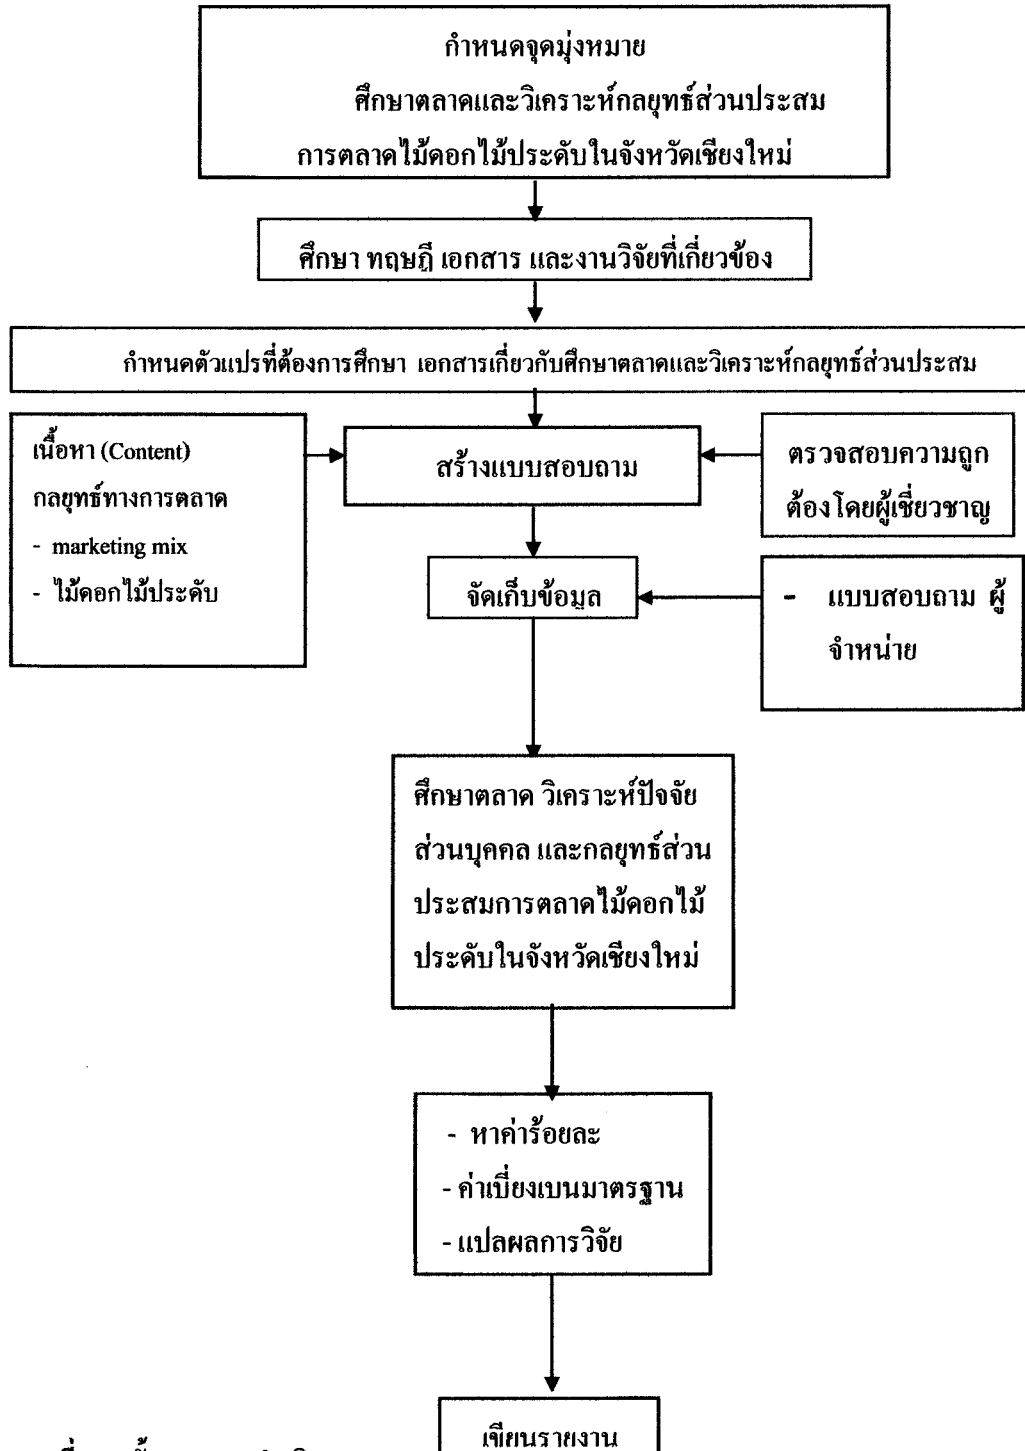 กำหนดจุดมุ่งหมาย
ศึกษาตลาดและวิเคราะห์กลยุทธ์ส่วนประสม
การตลาดไม้ดอกไม้ประดับในจังหวัดเชียงใหม่
ศึกษา ทฤษฎี เอกสาร และงานวิจัยที่เกี่ยวข้อง
กำหนดตัวแปรที่ต้องการศึกษา เอกสารเกี่ยวกับศึกษาตลาดและวิเคราะห์กลยุทธ์ส่วนประสม
เนื้อหา (Content)
กลยุทธ์ทางการตลาด
- marketing mix
- ไม้ดอกไม้ประดับ
สร้างแบบสอบถาม
ตรวจสอบความถูก
ต้องโดยผู้เชี่ยวชาญ
จัดเก็บข้อมูล
- แบบสอบถาม ผู้
จำหน่าย
ศึกษาตลาด วิเคราะห์ปัจจัย
ส่วนบุคคล และกลยุทธ์ส่วน
ประสมการตลาดไม้ดอกไม้
ประดับในจังหวัดเชียงใหม่
- หาค่าร้อยละ
- ค่าเบี่ยงเบนมาตรฐาน
- แปลผลการวิจัย
เขียนรายงาน